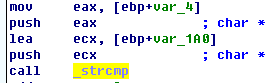 mov     eax, [ebp+var_4]
push    eax             ; char *
lea     ecx, [ebp+var_1A0]
push    ecx             ; char *
call    _strcmp